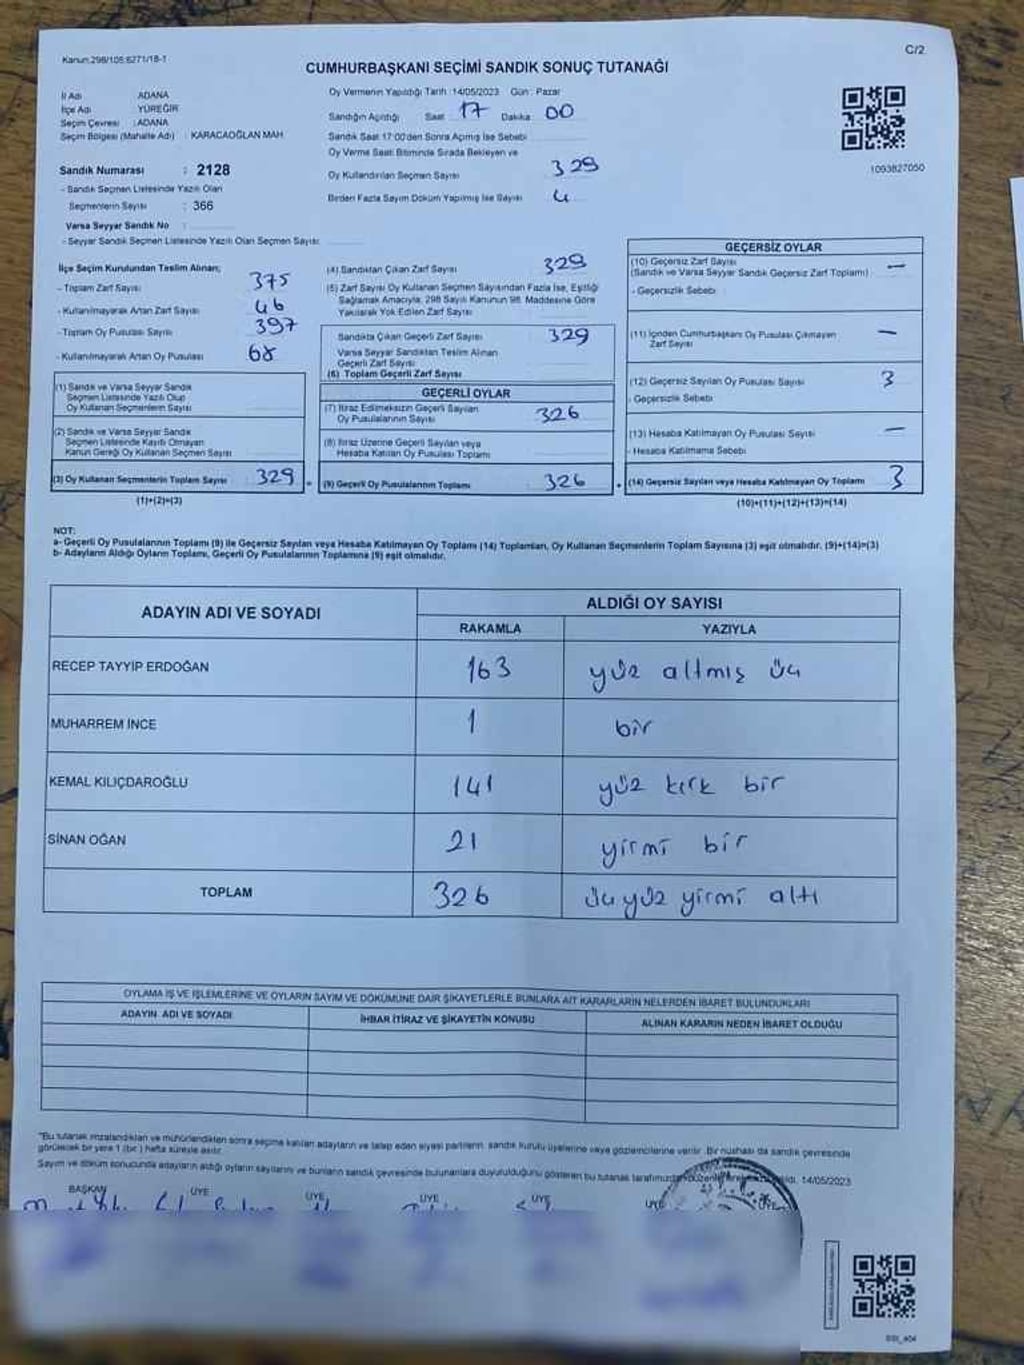 Kanun:298/105;6271/18-1
C/2
CUMHURBAŞKANI SEÇİMİ SANDIK SONUÇ TUTANAĞI
İl Adı : ADANA
İlçe Adı : YÜREĞİR
Seçim Çevresi : ADANA
Seçim Bölgesi (Mahalle Adı) : KARACAOĞLAN MAH
Sandık Numarası : 2128
- Sandık Seçmen Listesinde Yazılı Olan
Seçmenlerin Sayısı : 366
Varsa Seyyar Sandık No :
- Seyyar Sandık Seçmen Listesinde Yazılı Olan Seçmen Sayısı:
Oy Vermenin Yapıldığı Tarih : 14/05/2023 Gün : Pazar
Sandığın Açıldığı Saat 17 Dakika 00
Sandık Saat 17:00'den Sonra Açılmış İse Sebebi
Oy Verme Saati Bitiminde Sırada Bekleyen ve
Oy Kullandırılan Seçmen Sayısı 329
Birden Fazla Sayım Döküm Yapılmış İse Sayısı 4
1093827050
İlçe Seçim Kurulundan Teslim Alınan;
- Toplam Zarf Sayısı 375
- Kullanılmayarak Artan Zarf Sayısı 46
- Toplam Oy Pusulası Sayısı 397
- Kullanılmayarak Artan Oy Pusulası 68
(1) Sandık ve Varsa Seyyar Sandık
Seçmen Listesinde Yazılı Olup
Oy Kullanan Seçmenlerin Sayısı
(2) Sandık ve Varsa Seyyar Sandık
Seçmen Listesinde Kayıtlı Olmayan
Kanun Gereği Oy Kullanan Seçmen Sayısı
(3) Oy Kullanan Seçmenlerin Toplam Sayısı 329
(1)+(2)=(3)
(4) Sandıktan Çıkan Zarf Sayısı 329
(5) Zarf Sayısı Oy Kullanan Seçmen Sayısından Fazla İse, Eşitliği
Sağlamak Amacıyla, 298 Sayılı Kanunun 98. Maddesine Göre
Yakılarak Yok Edilen Zarf Sayısı
Sandıkta Çıkan Geçerli Zarf Sayısı 329
Varsa Seyyar Sandıktan Teslim Alınan
Geçerli Zarf Sayısı
(6) Toplam Geçerli Zarf Sayısı
GEÇERLİ OYLAR
(7) İtiraz Edilmeksizin Geçerli Sayılan
Oy Pusulalarının Sayısı 326
(8) İtiraz Üzerine Geçerli Sayılan veya
Hesaba Katılan Oy Pusulası Toplamı
(9) Geçerli Oy Pusulalarının Toplamı 326
GEÇERSİZ OYLAR
(10) Geçersiz Zarf Sayısı —
(Sandık ve Varsa Seyyar Sandık Geçersiz Zarf Toplamı)
- Geçersizlik Sebebi
(11) İçinden Cumhurbaşkanı Oy Pusulası Çıkmayan —
Zarf Sayısı
(12) Geçersiz Sayılan Oy Pusulası Sayısı 3
- Geçersizlik Sebebi
(13) Hesaba Katılmayan Oy Pusulası Sayısı —
- Hesaba Katılmama Sebebi
(14) Geçersiz Sayılan veya Hesaba Katılmayan Oy Toplamı 3
(10)+(11)+(12)+(13)=(14)
NOT:
a- Geçerli Oy Pusulalarının Toplamı (9) ile Geçersiz Sayılan veya Hesaba Katılmayan Oy Toplamı (14) Toplamları, Oy Kullanan Seçmenlerin Toplam Sayısına (3) eşit olmalıdır. (9)+(14)=(3)
b- Adayların Aldığı Oyların Toplamı, Geçerli Oy Pusulalarının Toplamına (9) eşit olmalıdır.
ADAYIN ADI VE SOYADI
ALDIĞI OY SAYISI
RAKAMLA YAZIYLA
RECEP TAYYİP ERDOĞAN 163 yüz altmış üç
MUHARREM İNCE 1 bir
KEMAL KILIÇDAROĞLU 141 yüz kırk bir
SİNAN OĞAN 21 yirmi bir
TOPLAM 326 üçyüz yirmi altı
OYLAMA İŞ VE İŞLEMLERİNE VE OYLARIN SAYIM VE DÖKÜMÜNE DAİR ŞİKAYETLERLE BUNLARA AİT KARARLARIN NELERDEN İBARET BULUNDUKLARI
ADAYIN ADI VE SOYADI İHBAR İTİRAZ VE ŞİKAYETİN KONUSU ALINAN KARARIN NEDEN İBARET OLDUĞU
"Bu tutanak imzalandıktan ve mühürlendikten sonra seçime katılan adayların ve talep eden siyasi partilerin, sandık kurulu üyelerine veya gözlemcilerine verilir. Bir nüshası da sandık çevresinde
görülecek bir yere 1 (bir) hafta süreyle asılır.
Sayım ve döküm sonucunda adayların aldığı oyların sayılarını ve bunların sandık çevresinde bulunanlara duyurulduğunu gösteren bu tutanak tarafımızdan düzenlenerek 14/05/2023
BAŞKAN ÜYE ÜYE ÜYE ÜYE ÜYE